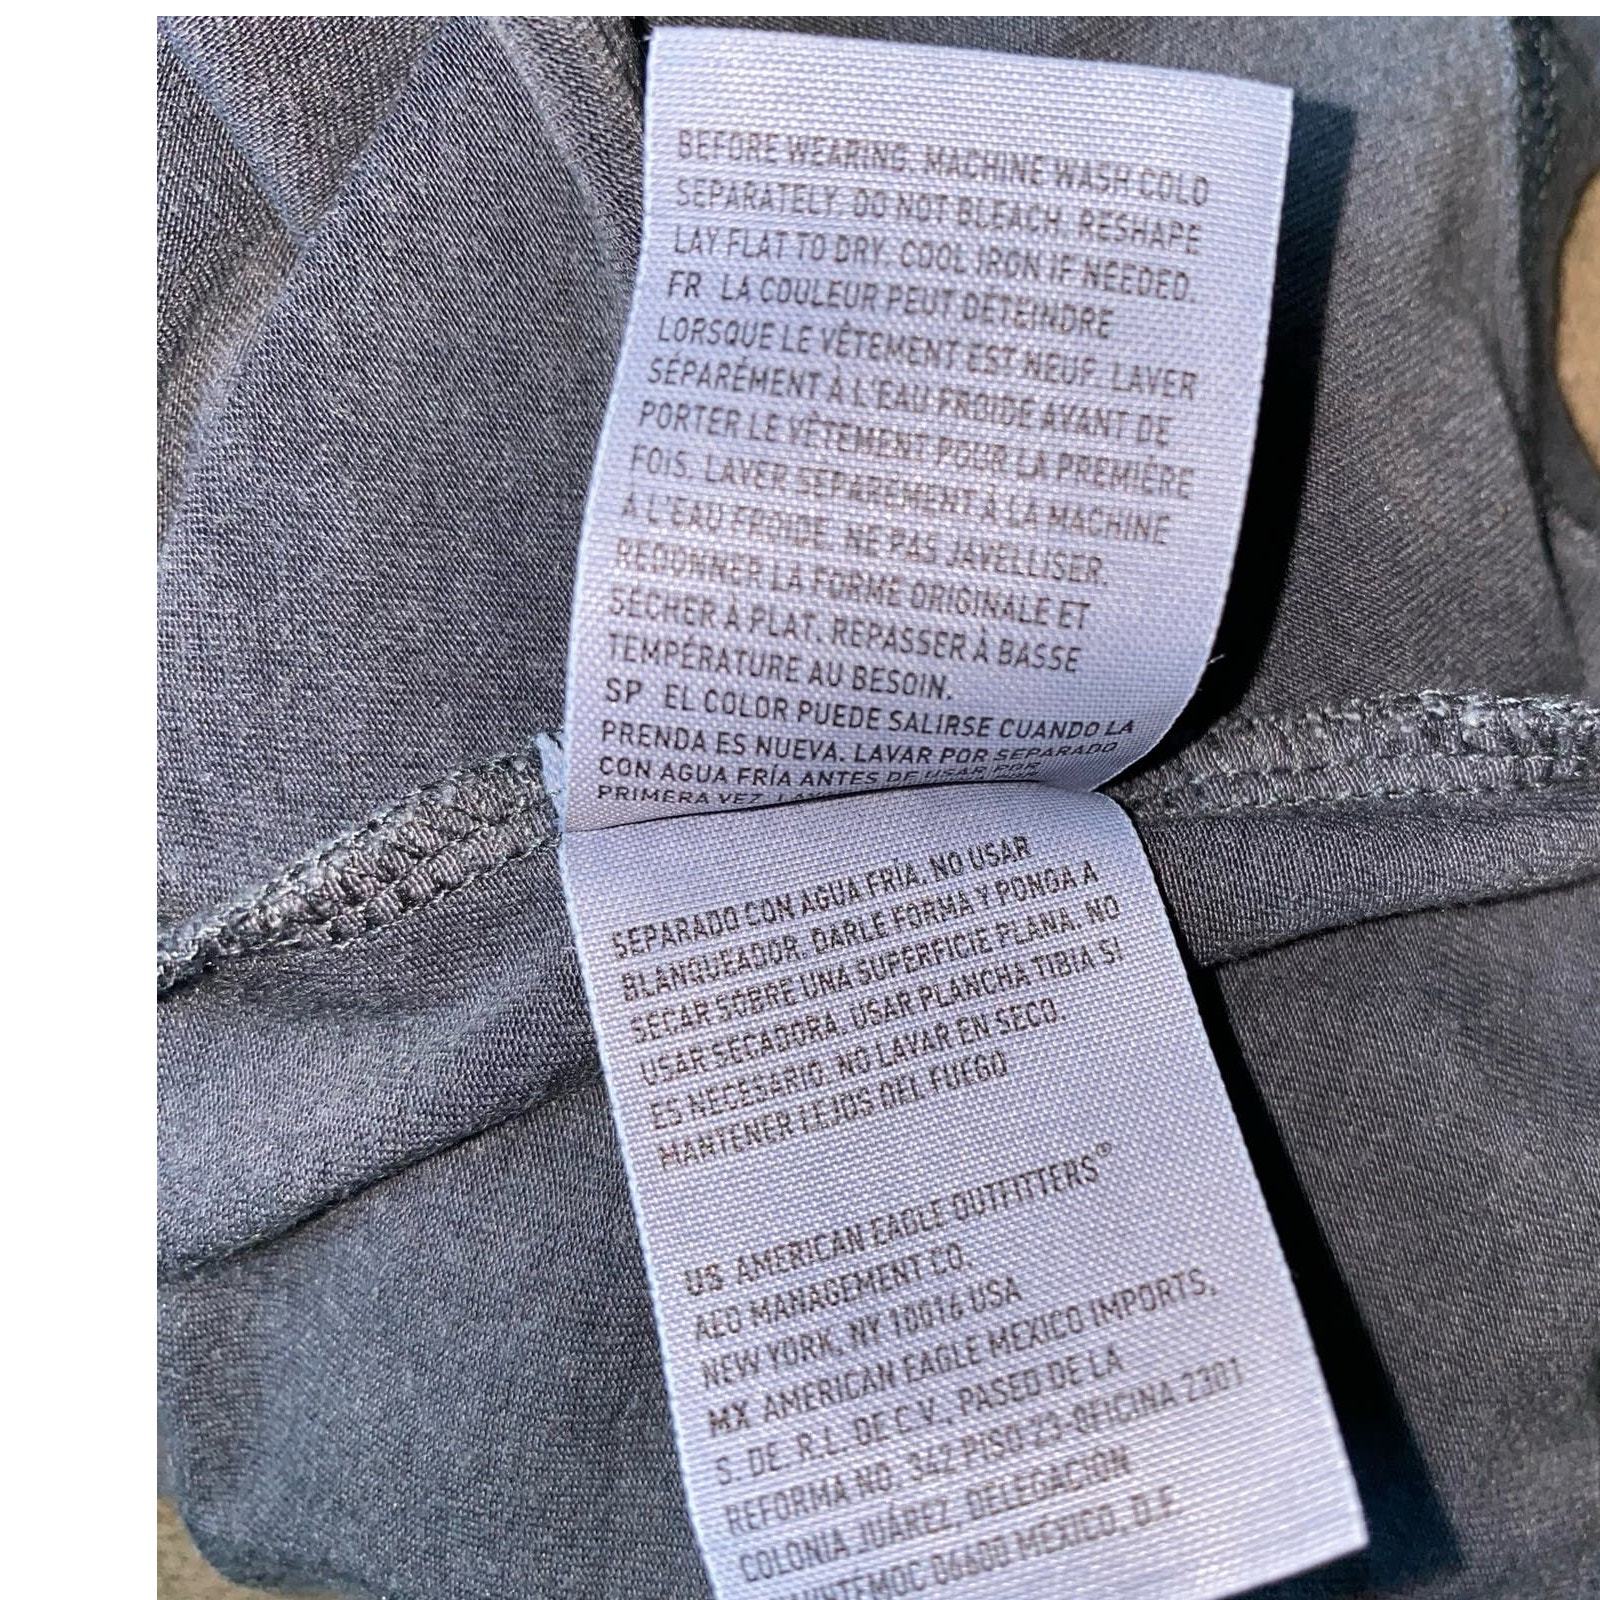 BEFORE WEARING. MACHINE WASH COLD
SEPARATELY. DO NOT BLEACH. RESHAPE
LAY FLAT TO DRY. COOL IRON IF NEEDED.
FR LA COULEUR PEUT DÉTEINDRE
LORSQUE LE VÊTEMENT EST NEUF. LAVER
SÉPARÉMENT À L'EAU FROIDE AVANT DE
PORTER LE VÊTEMENT POUR LA PREMIÈRE
FOIS. LAVER SÉPARÉMENT À LA MACHINE
À L'EAU FROIDE. NE PAS JAVELLISER.
REDONNER LA FORME ORIGINALE ET
SÉCHER À PLAT. REPASSER À BASSE
TEMPÉRATURE AU BESOIN.
SP EL COLOR PUEDE SALIRSE CUANDO LA
PRENDA ES NUEVA. LAVAR POR SEPARADO
CON AGUA FRÍA ANTES DE USAR POR
PRIMERA VEZ.
SEPARADO CON AGUA FRÍA. NO USAR
BLANQUEADOR. DARLE FORMA Y PONGA A
SECAR SOBRE UNA SUPERFICIE PLANA. NO
USAR SECADORA. USAR PLANCHA TIBIA SI
ES NECESARIO. NO LAVAR EN SECO.
MANTENER LEJOS DEL FUEGO
US AMERICAN EAGLE OUTFITTERS®
AEO MANAGEMENT CO.
NEW YORK, NY 10016 USA
MX AMERICAN EAGLE MEXICO IMPORTS,
S. DE. R.L. DE C.V., PASEO DE LA
REFORMA NO. 342 PISO 23-OFICINA 2301
COLONIA JUÁREZ, DELEGACIÓN
06600 MEXICO, D.F.